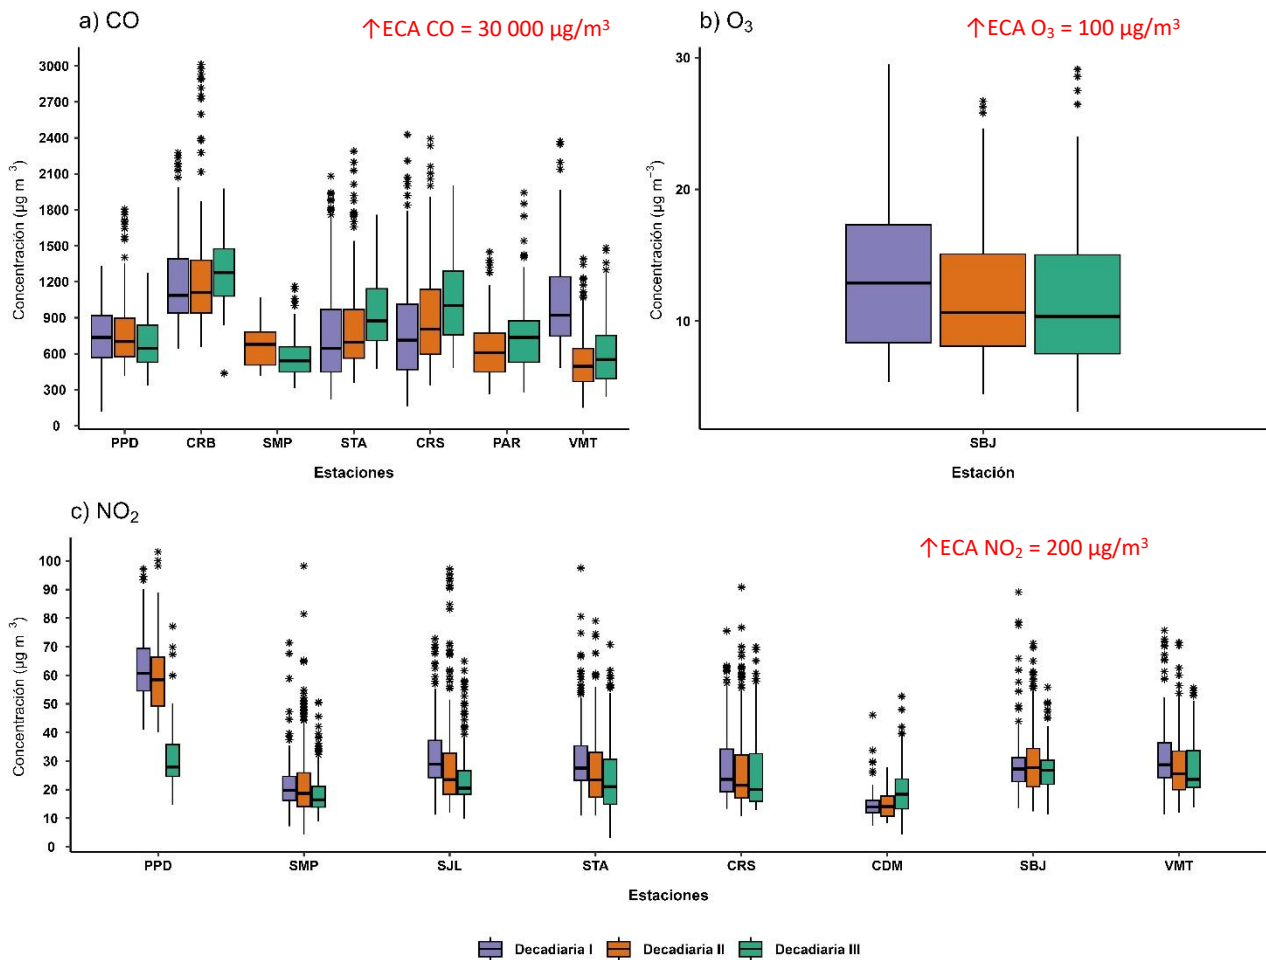 a) CO
↑ECA CO = 30 000 µg/m³
Concentración (µg m⁻³)
3000
2700
2400
2100
1800
1500
1200
900
600
300
0
PPD CRB SMP STA CRS PAR VMT
Estaciones
b) O₃
↑ECA O₃ = 100 µg/m³
Concentración (µg m⁻³)
30
20
10
SBJ
Estación
c) NO₂
↑ECA NO₂ = 200 µg/m³
Concentración (µg m⁻³)
100
90
80
70
60
50
40
30
20
10
0
PPD SMP SJL STA CRS CDM SBJ VMT
Estaciones
Decadiaria I Decadiaria II Decadiaria III